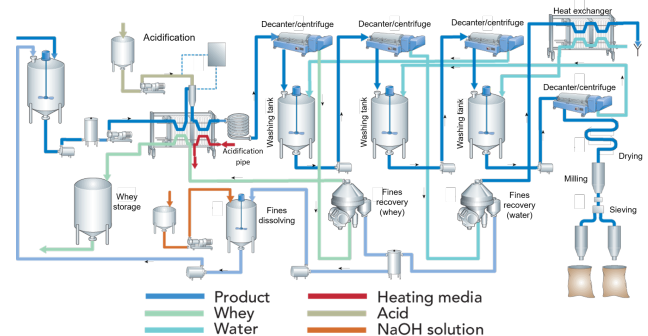 Heat exchanger
Decanter/centrifuge
Decanter/centrifuge
Decanter/centrifuge
Acidification
Washing tank
Washing tank
Washing tank
Decanter/centrifuge
Acidification
pipe
Drying
Milling
Whey
storage
Fines
dissolving
Fines
recovery
(whey)
Fines
recovery
(water)
Sieving
Product
Heating media
Whey
Acid
Water
NaOH solution